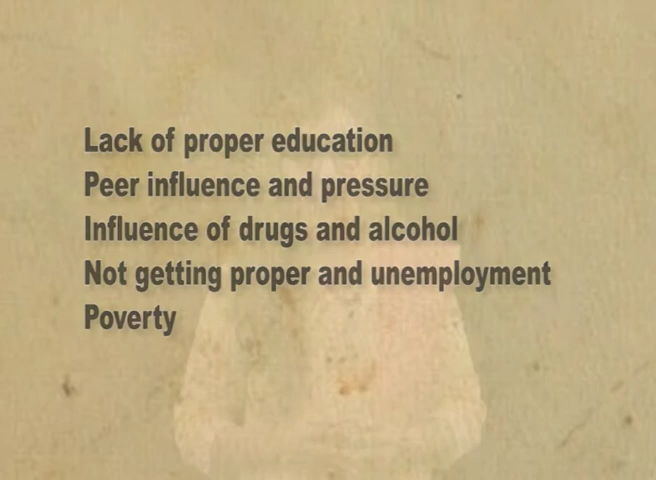 Lack of proper education
Peer influence and pressure
Influence of drugs and alcohol
Not getting proper and unemployment
Poverty